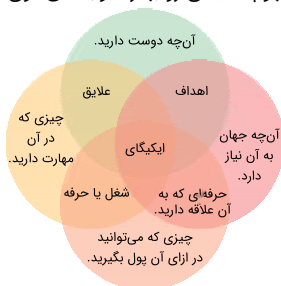 آن‌چه دوست دارید.
علایق
اهداف
چیزی که
در آن
مهارت دارید.
ایکیگای
آن‌چه جهان
به آن نیاز
دارد.
شغل یا حرفه
حرفه‌ای که به
آن علاقه دارید.
چیزی که می‌توانید
در ازای آن پول بگیرید.